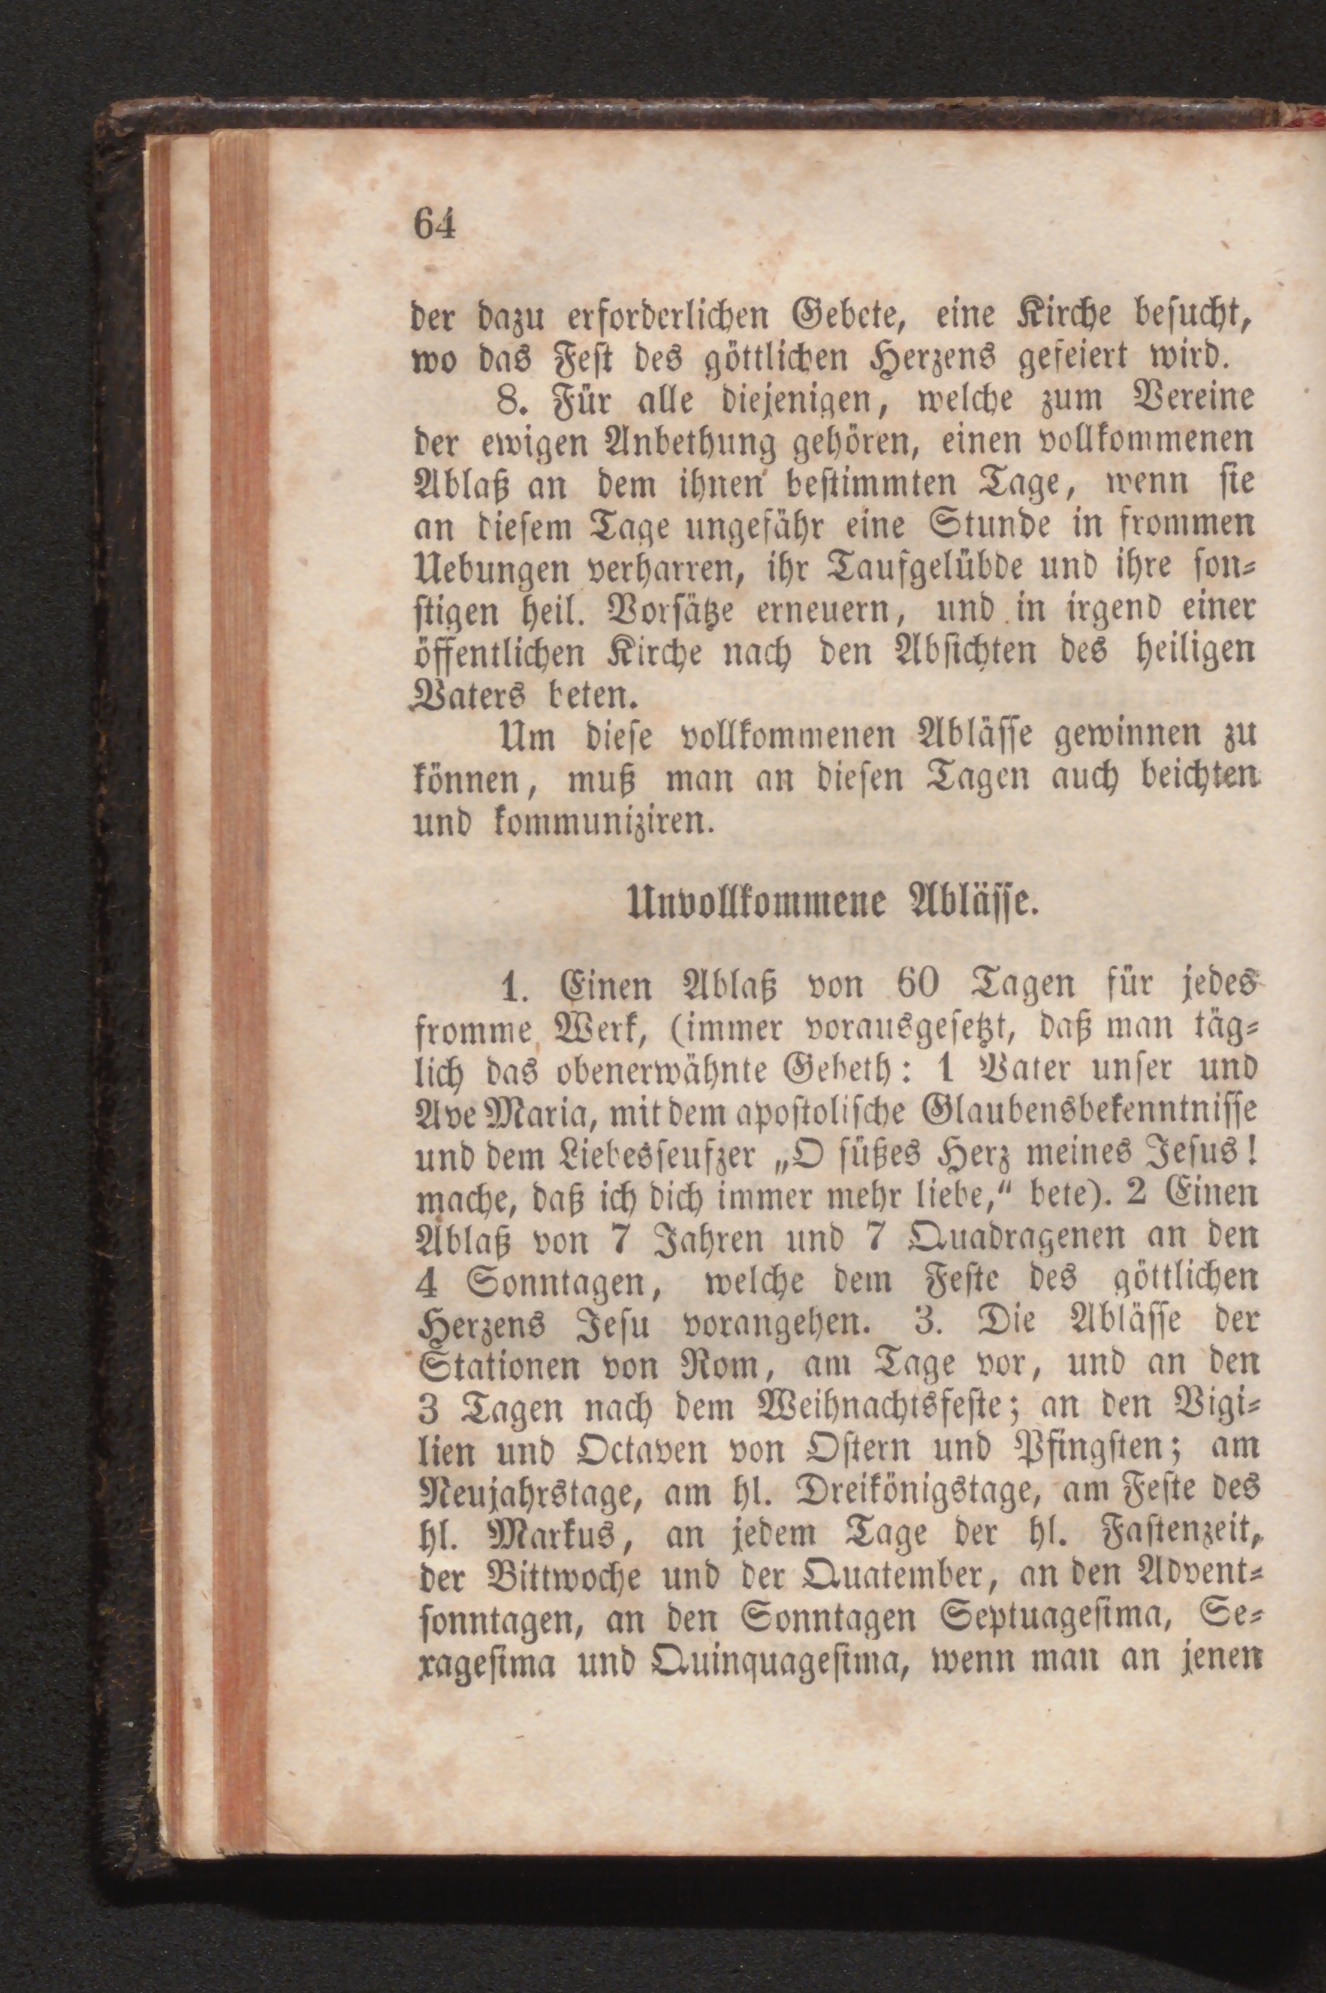 64
der dazu erforderlichen Gebete, eine Kirche besucht,
wo das Fest des göttlichen Herzens gefeiert wird.
8. Für alle diejenigen, welche zum Vereine
der ewigen Anbethung gehören, einen vollkommenen
Ablaß an dem ihnen bestimmten Tage, wenn sie
an diesem Tage ungefähr eine Stunde in frommen
Uebungen verharren, ihr Taufgelübde und ihre son-
stigen heil. Vorsätze erneuern, und in irgend einer
öffentlichen Kirche nach den Absichten des heiligen
Vaters beten.
Um diese vollkommenen Ablässe gewinnen zu
können, muß man an diesen Tagen auch beichten
und kommuniziren.
Unvollkommene Ablässe.
1. Einen Ablaß von 60 Tagen für jedes
fromme Werk, (immer vorausgesetzt, daß man täg-
lich das obenerwähnte Gebeth: 1 Vater unser und
Ave Maria, mit dem apostolische Glaubensbekenntnisse
und dem Liebesseufzer „O süßes Herz meines Jesus!
mache, daß ich dich immer mehr liebe,“ bete). 2 Einen
Ablaß von 7 Jahren und 7 Quadragenen an den
4 Sonntagen, welche dem Feste des göttlichen
Herzens Jesu vorangehen. 3. Die Ablässe der
Stationen von Rom, am Tage vor, und an den
3 Tagen nach dem Weihnachtsfeste; an den Vigi-
lien und Octaven von Ostern und Pfingsten; am
Neujahrstage, am hl. Dreikönigstage, am Feste des
hl. Markus, an jedem Tage der hl. Fastenzeit,
der Bittwoche und der Quatember, an den Advent-
sonntagen, an den Sonntagen Septuagesima, Se-
xagesima und Quinquagesima, wenn man an jenen